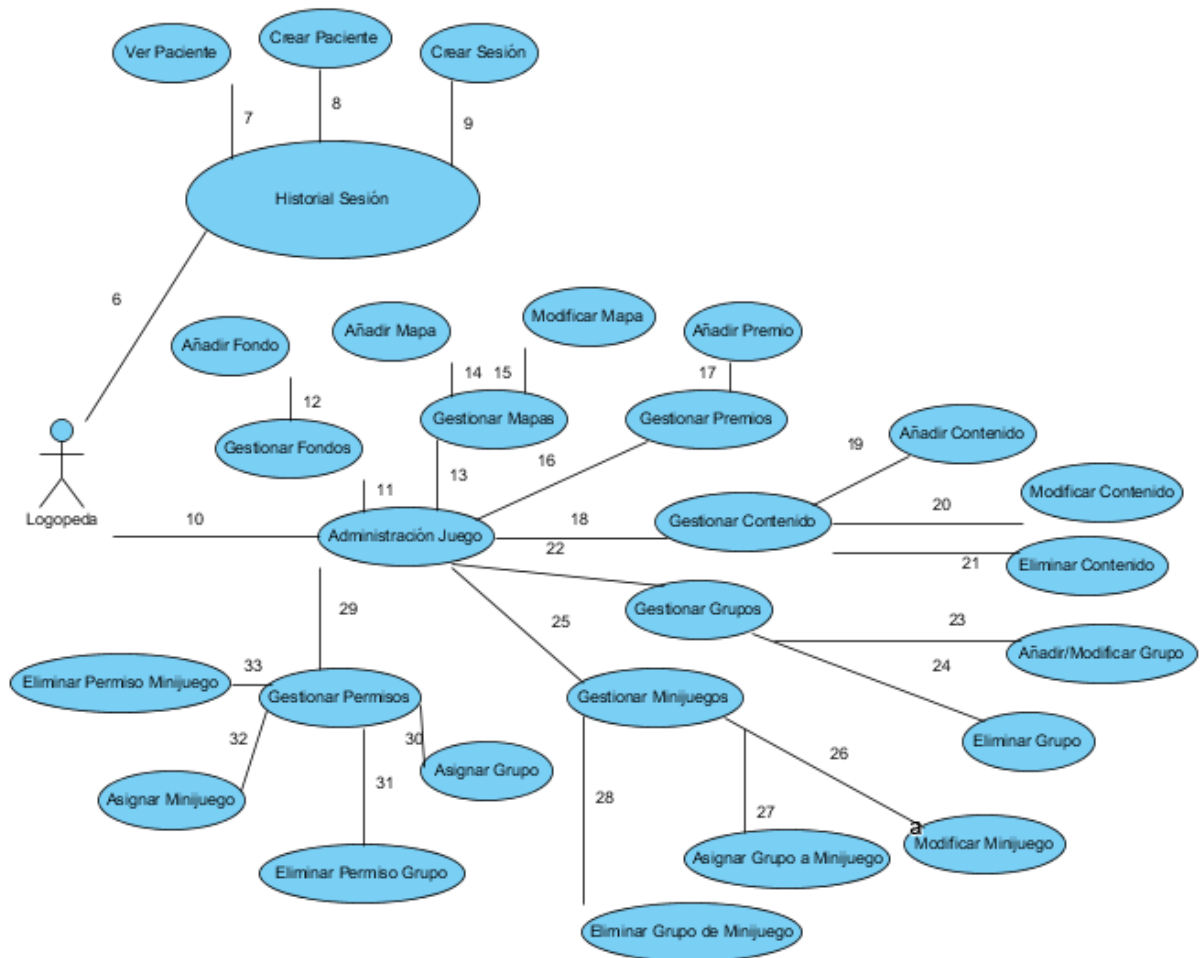 Crear Paciente
Ver Paciente
Crear Sesión
7
8
9
Historial Sesión
6
Añadir Fondo
Añadir Mapa
Modificar Mapa
Añadir Premio
12
14
15
17
Gestionar Fondos
Gestionar Mapas
Gestionar Premios
Añadir Contenido
19
11
13
16
Logopeda
10
Administración Juego
18
22
Gestionar Contenido
Modificar Contenido
20
21
Eliminar Contenido
Gestionar Grupos
23
24
Añadir/Modificar Grupo
Eliminar Grupo
29
25
33
Eliminar Permiso Minijuego
Gestionar Permisos
Gestionar Minijuegos
32
30
31
Asignar Minijuego
Asignar Grupo
Eliminar Permiso Grupo
28
27
26
a
Modificar Minijuego
Asignar Grupo a Minijuego
Eliminar Grupo de Minijuego